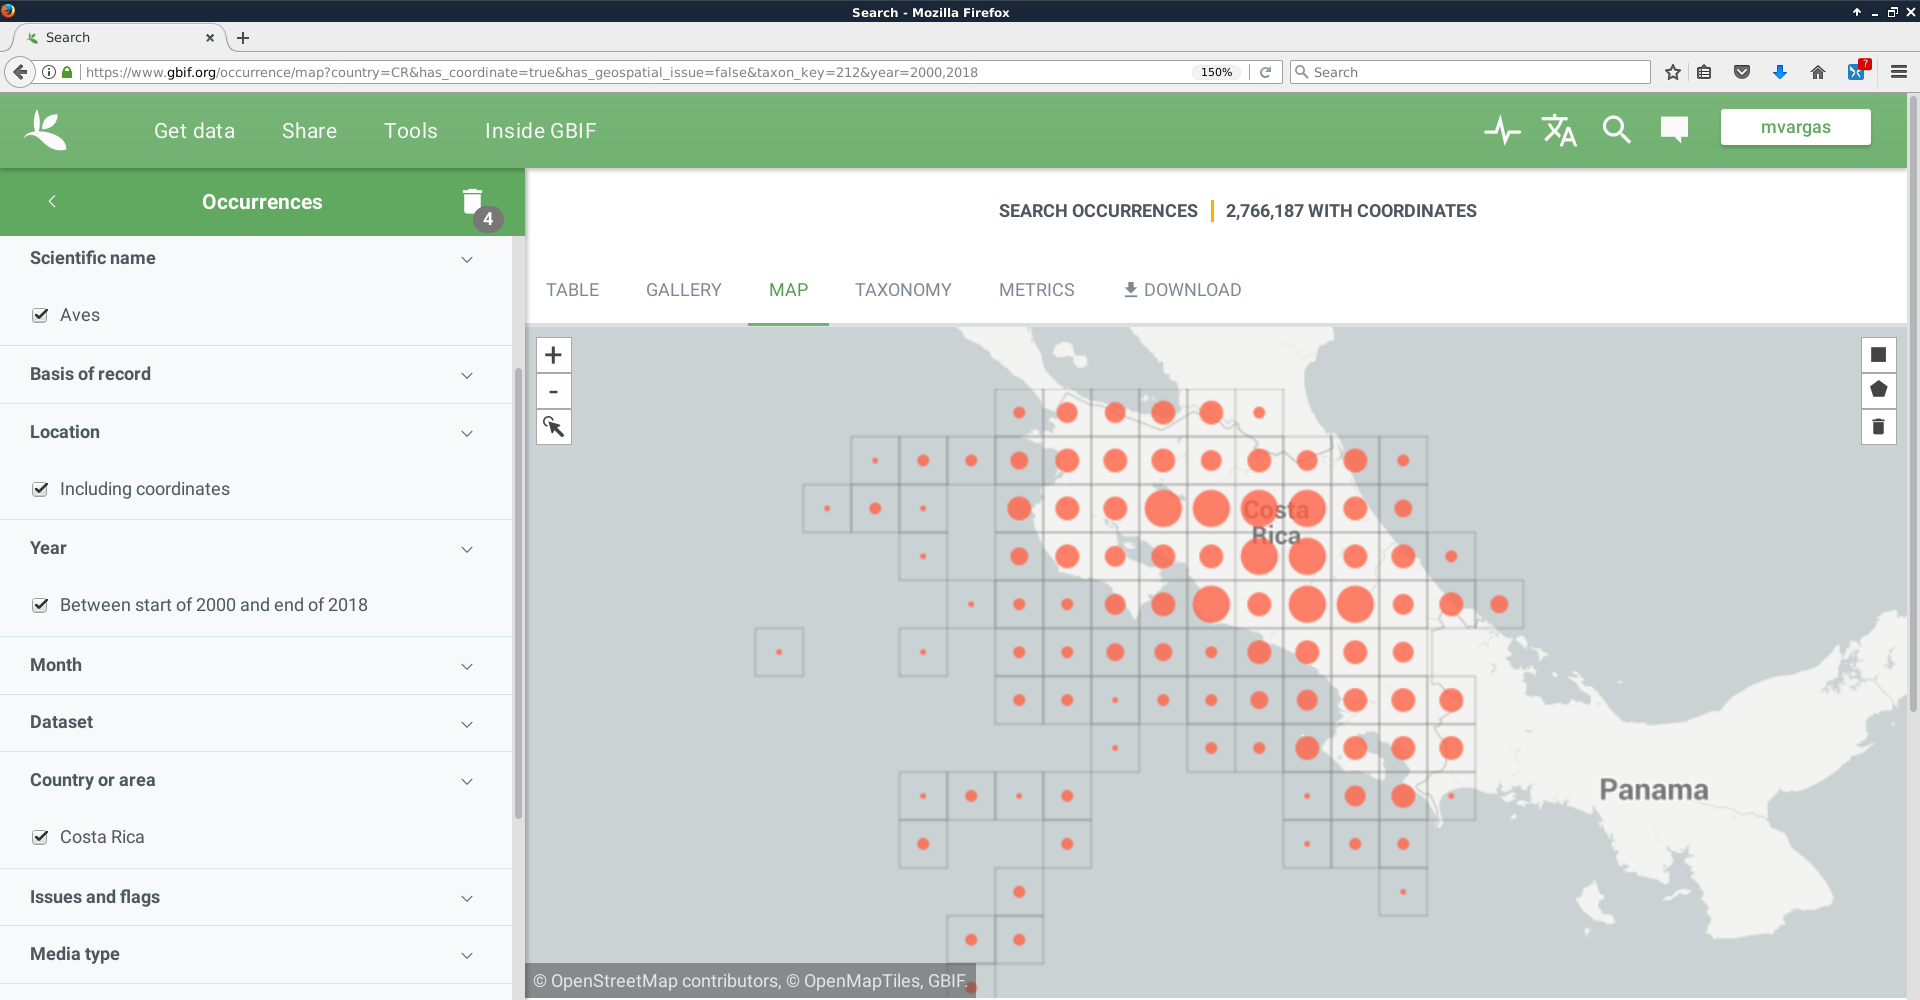 Search - Mozilla Firefox
Search
https://www.gbif.org/occurrence/map?country=CR&has_coordinate=true&has_geospatial_issue=false&taxon_key=212&year=2000,2018
150%
Search
?
Get data
Share
Tools
Inside GBIF
mvargas
Occurrences
4
SEARCH OCCURRENCES
2,766,187 WITH COORDINATES
TABLE
GALLERY
MAP
TAXONOMY
METRICS
DOWNLOAD
Scientific name
Aves
Basis of record
Location
Including coordinates
Year
Between start of 2000 and end of 2018
Month
Dataset
Country or area
Costa Rica
Issues and flags
Media type
+
-
Costa
Rica
Panama
© OpenStreetMap contributors, © OpenMapTiles, GBIF.